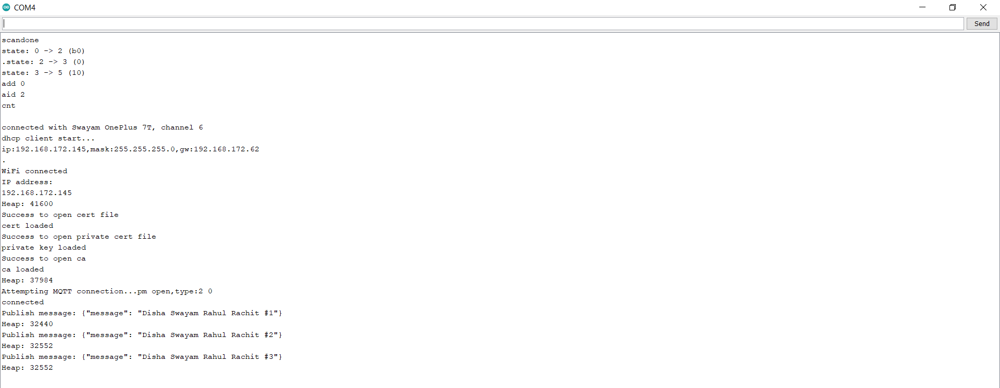 COM4
Send
scandone
state: 0 -> 2 (b0)
.state: 2 -> 3 (0)
state: 3 -> 5 (10)
add 0
aid 2
cnt
connected with Swayam OnePlus 7T, channel 6
dhcp client start...
ip:192.168.172.145,mask:255.255.255.0,gw:192.168.172.62
.
WiFi connected
IP address:
192.168.172.145
Heap: 41600
Success to open cert file
cert loaded
Success to open private cert file
private key loaded
Success to open ca
ca loaded
Heap: 37984
Attempting MQTT connection...pm open,type:2 0
connected
Publish message: {"message": "Disha Swayam Rahul Rachit #1"}
Heap: 32440
Publish message: {"message": "Disha Swayam Rahul Rachit #2"}
Heap: 32552
Publish message: {"message": "Disha Swayam Rahul Rachit #3"}
Heap: 32552